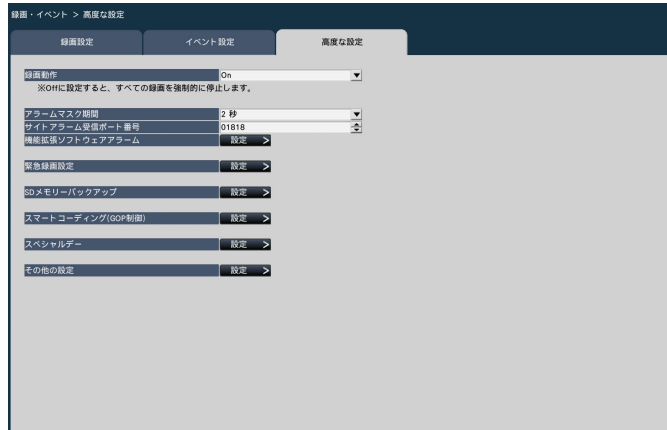 録画・イベント > 高度な設定
録画設定 イベント設定 高度な設定
録画動作 On
※Offに設定すると、すべての録画を強制的に停止します。
アラームマスク期間 2 秒
サイトアラーム受信ポート番号 01818
機能拡張ソフトウェアアラーム 設定 >
緊急録画設定 設定 >
SDメモリーバックアップ 設定 >
スマートコーディング(GOP制御) 設定 >
スペシャルデー 設定 >
その他の設定 設定 >